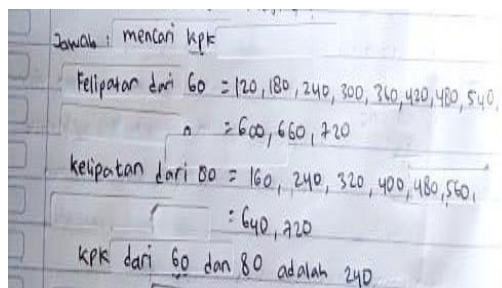 Jawab : mencari kpk
Felipatan dari 60 = 120, 180, 240, 300, 360, 420, 480, 540,
" = 600, 660, 720
kelipatan dari 80 = 160, 240, 320, 400, 480, 560,
: 640, 720
KPK dari 60 dan 80 adalah 240